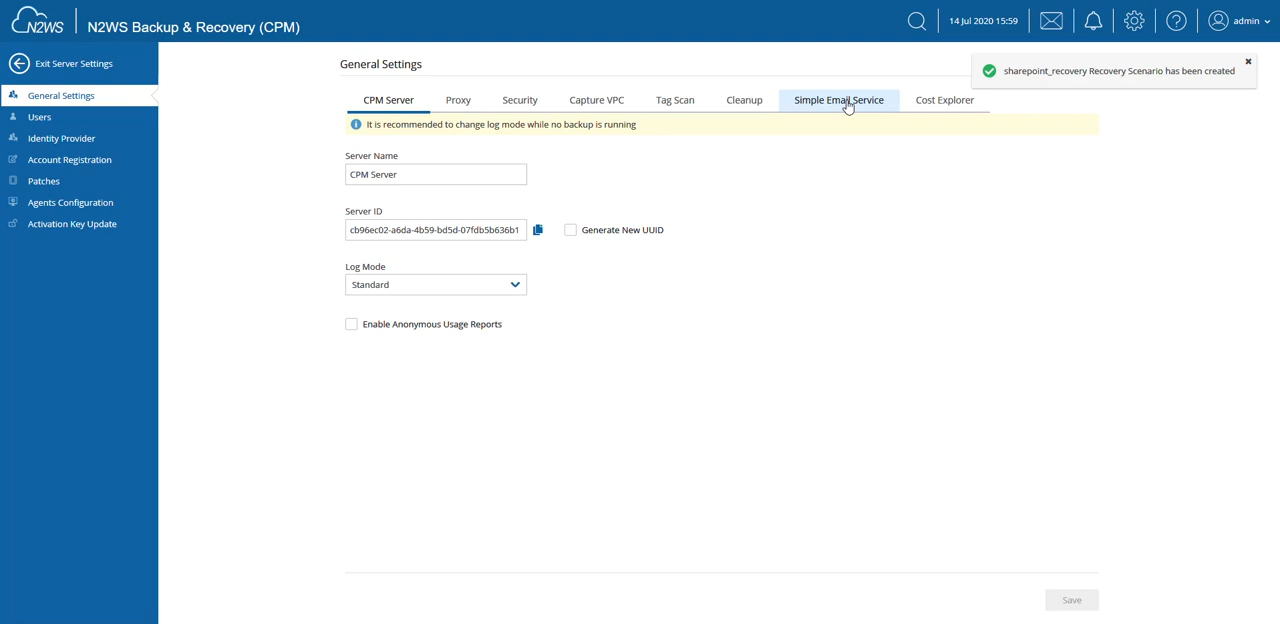 N2WS
N2WS Backup & Recovery (CPM)
14 Jul 2020 15:59
admin
Exit Server Settings
General Settings
Users
Identity Provider
Account Registration
Patches
Agents Configuration
Activation Key Update
General Settings
sharepoint_recovery Recovery Scenario has been created
CPM Server Proxy Security Capture VPC Tag Scan Cleanup Simple Email Service Cost Explorer
It is recommended to change log mode while no backup is running
Server Name
CPM Server
Server ID
cb96ec02-a6da-4b59-bd5d-07fdb5b636b1
Generate New UUID
Log Mode
Standard
Enable Anonymous Usage Reports
Save